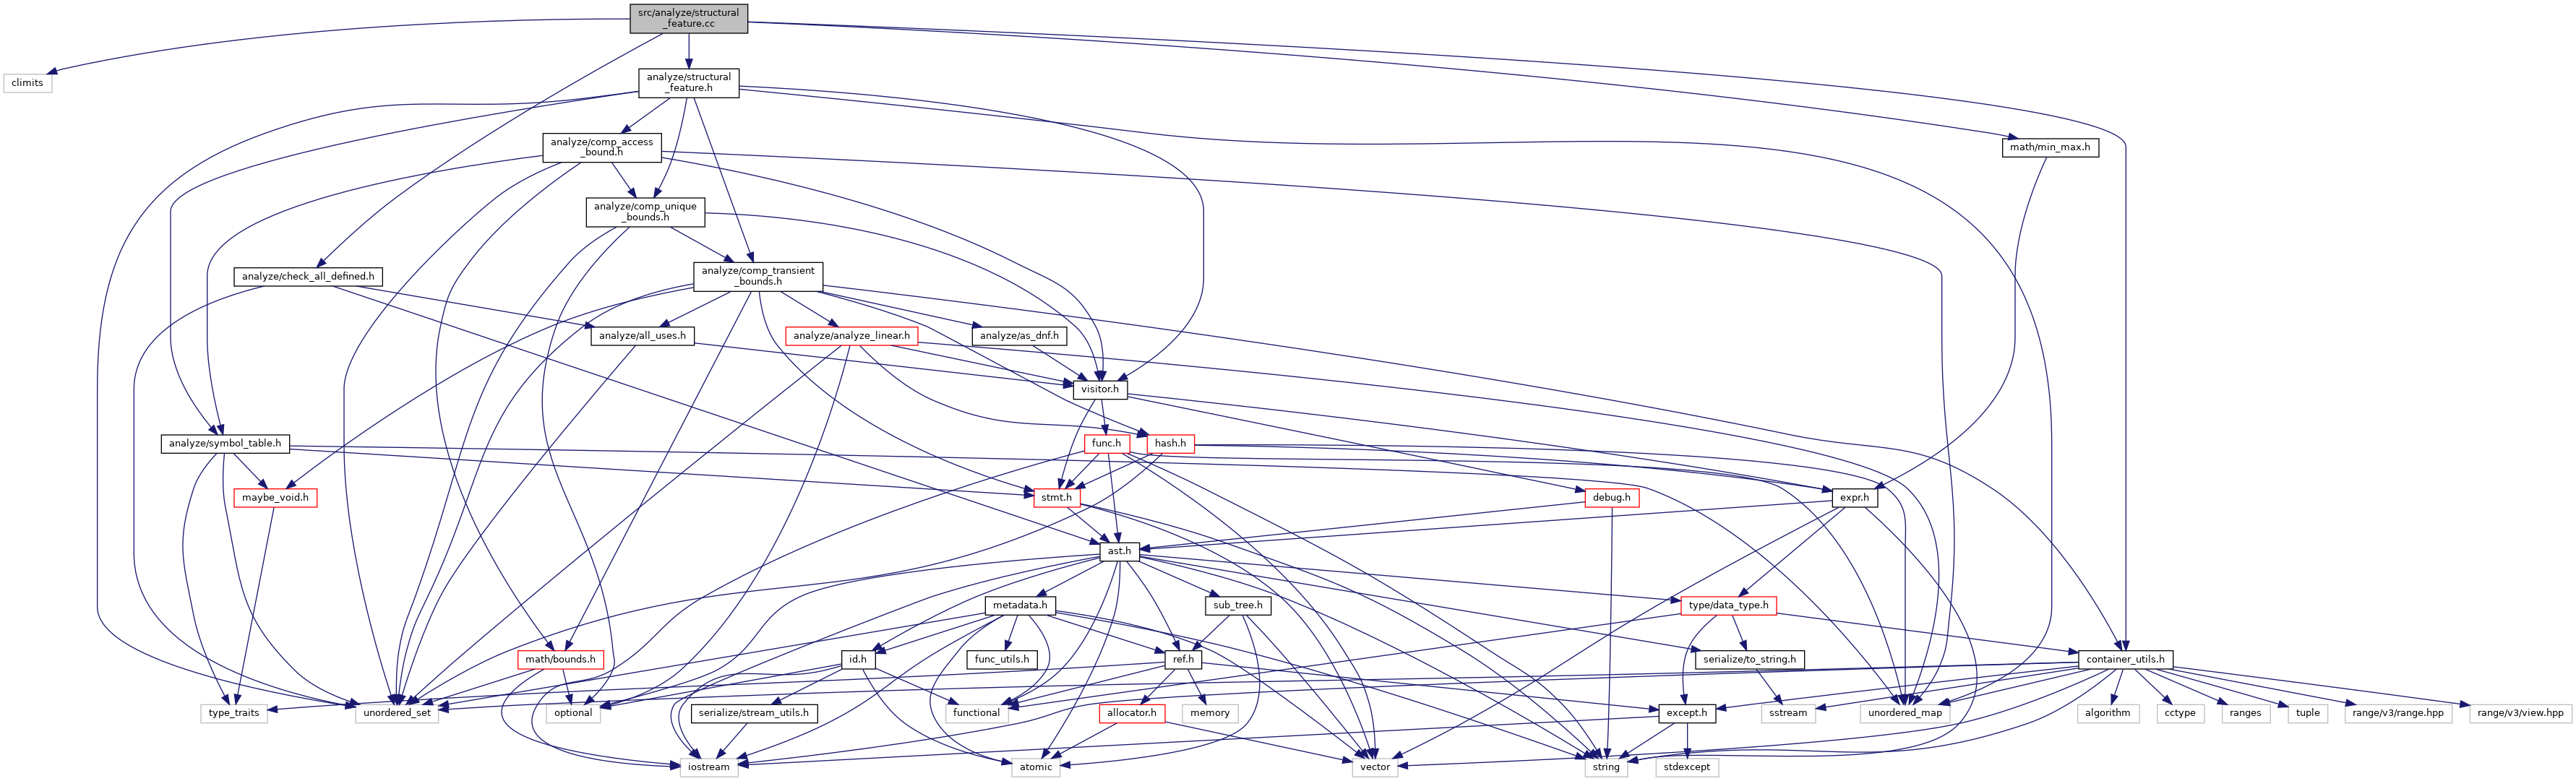 src/analyze/structural
_feature.cc
climits
analyze/structural
_feature.h
analyze/comp_access
_bound.h
math/min_max.h
analyze/comp_unique
_bounds.h
analyze/check_all_defined.h
analyze/comp_transient
_bounds.h
analyze/all_uses.h
analyze/analyze_linear.h
analyze/as_dnf.h
visitor.h
analyze/symbol_table.h
func.h
hash.h
maybe_void.h
stmt.h
debug.h
expr.h
ast.h
metadata.h
sub_tree.h
type/data_type.h
math/bounds.h
id.h
func_utils.h
ref.h
serialize/to_string.h
container_utils.h
type_traits
unordered_set
optional
serialize/stream_utils.h
functional
allocator.h
memory
except.h
sstream
unordered_map
algorithm
cctype
ranges
tuple
range/v3/range.hpp
range/v3/view.hpp
iostream
atomic
vector
string
stdexcept